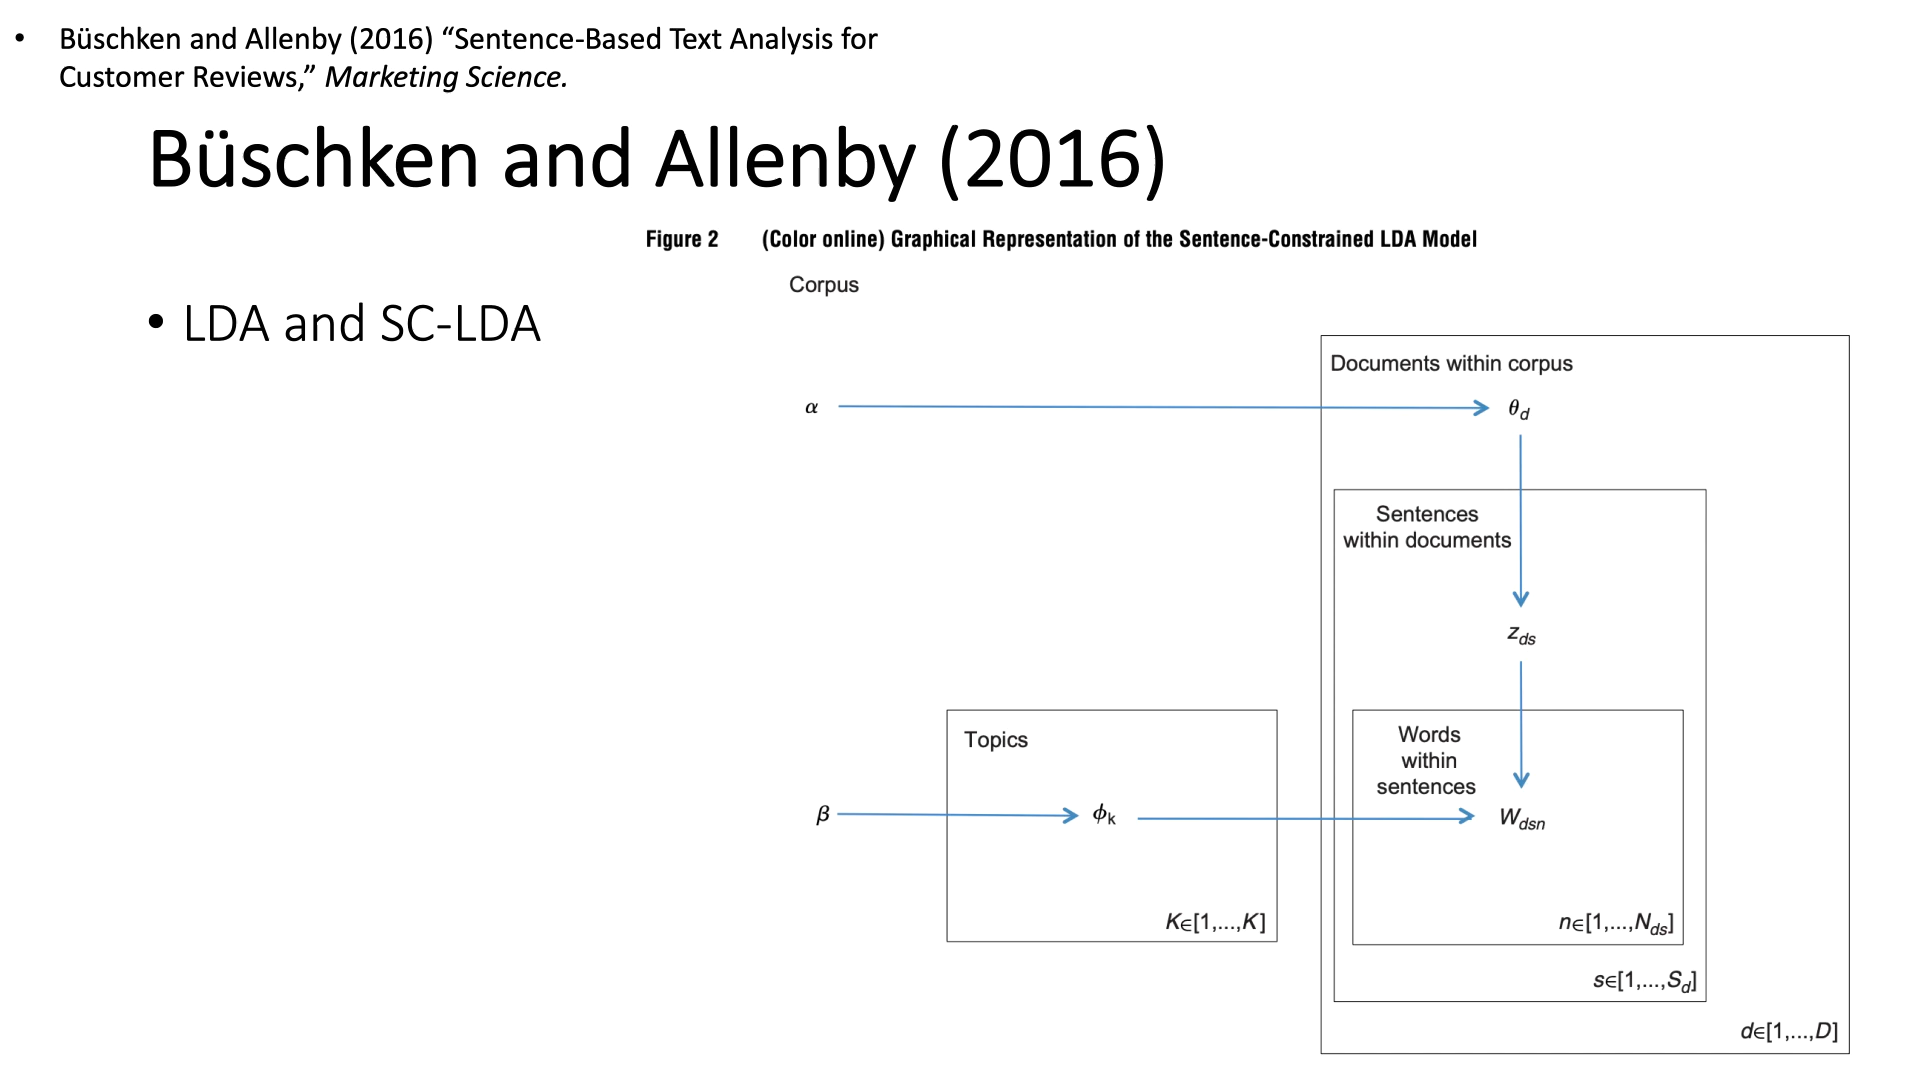 • Büschken and Allenby (2016) “Sentence-Based Text Analysis for
Customer Reviews,” Marketing Science.
Büschken and Allenby (2016)
Figure 2 (Color online) Graphical Representation of the Sentence-Constrained LDA Model
Corpus
• LDA and SC-LDA
Documents within corpus
α
θd
Sentences
within documents
zds
Topics
Words
within
sentences
β
ϕk
Wdsn
K∈[1,...,K]
n∈[1,...,Nds]
s∈[1,...,Sd]
d∈[1,...,D]